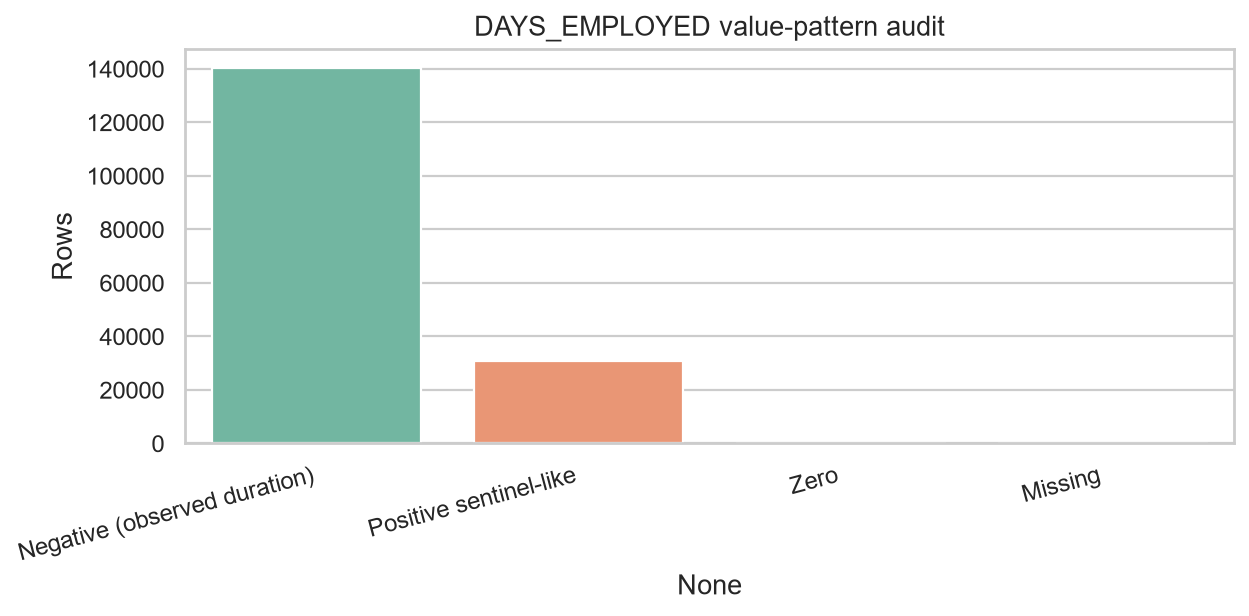 DAYS_EMPLOYED value-pattern audit
140000
120000
100000
80000
60000
40000
20000
0
Rows
Negative (observed duration)
Positive sentinel-like
Zero
Missing
None